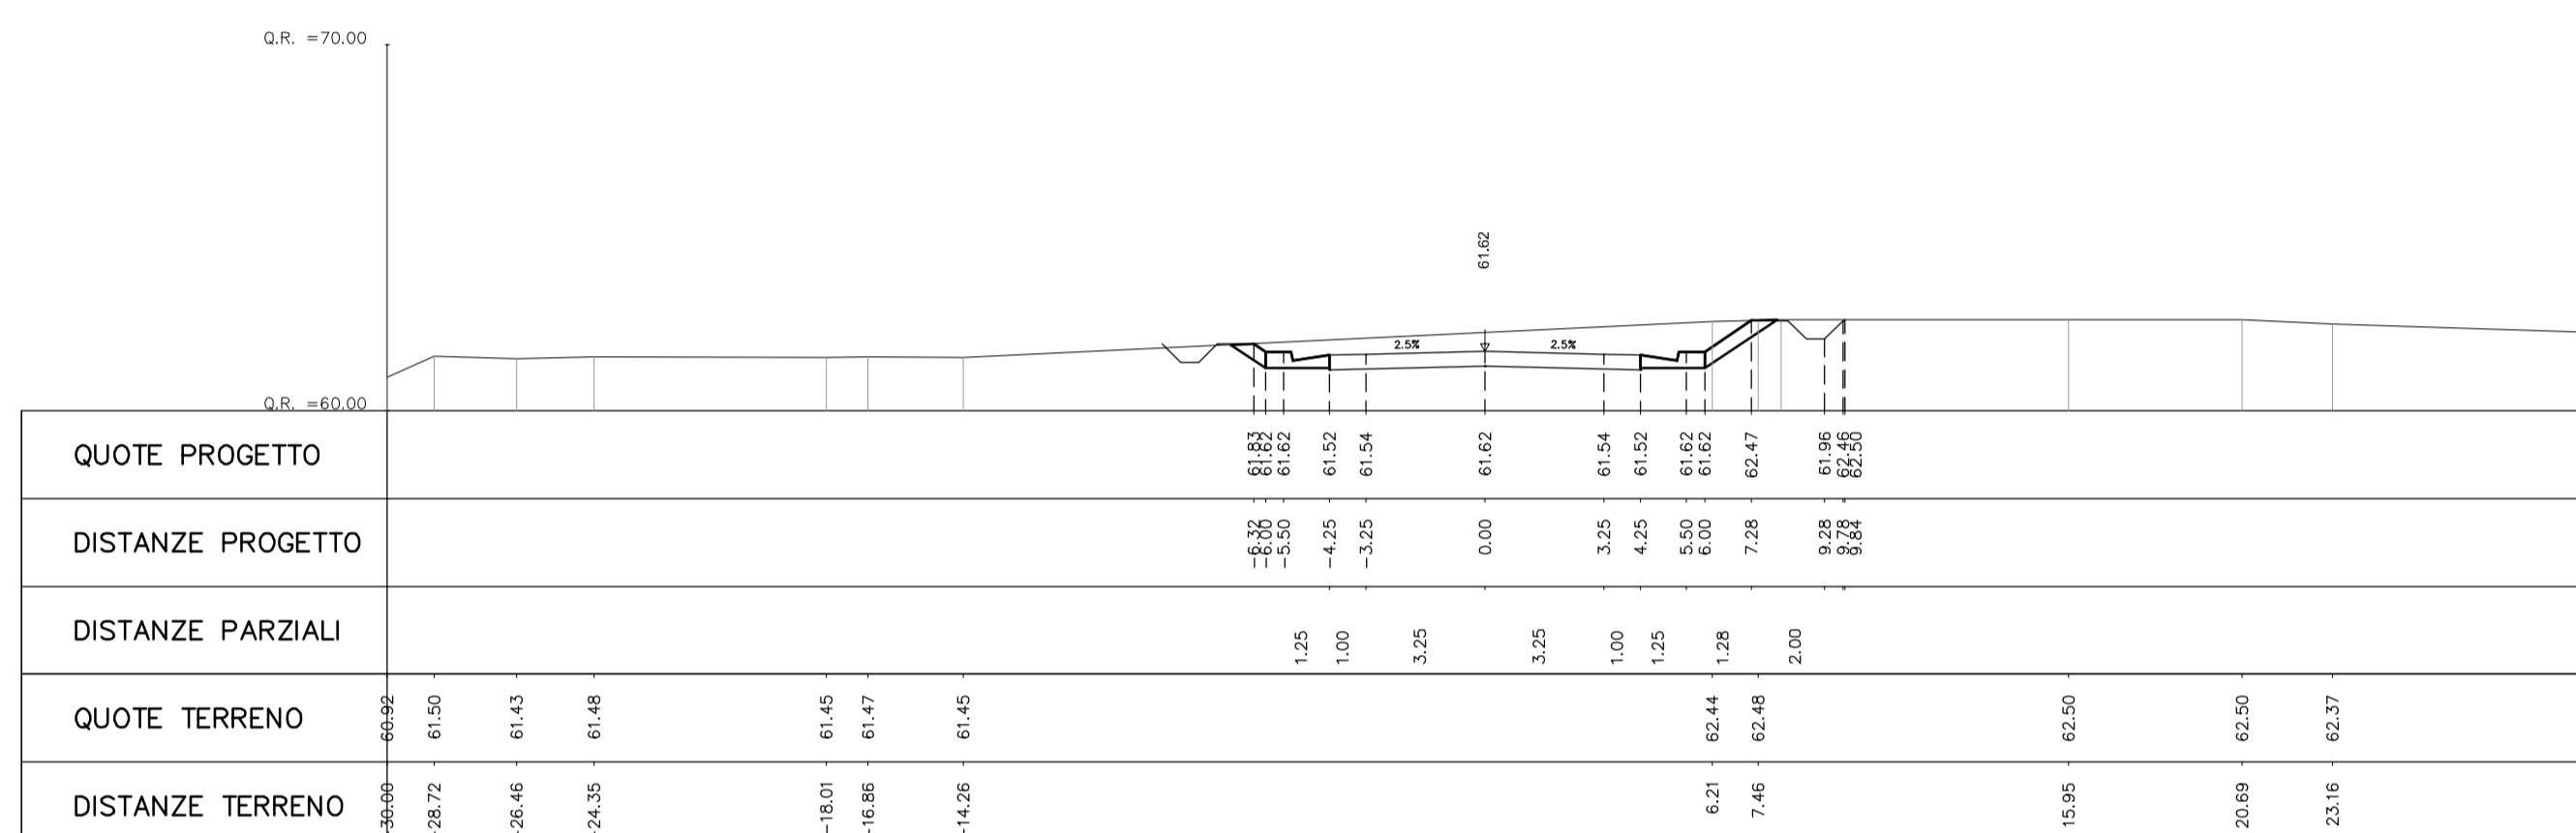 Q.R. =70.00
61.62
2.5% 2.5%
Q.R. =60.00
QUOTE PROGETTO 61.83 61.62 61.62 61.52 61.54 61.62 61.54 61.52 61.62 61.62 62.47 61.96 62.46 62.50
DISTANZE PROGETTO -6.32 -6.00 -5.50 -4.25 -3.25 0.00 3.25 4.25 5.50 6.00 7.28 9.28 9.78 9.84
DISTANZE PARZIALI 1.25 1.00 3.25 3.25 1.00 1.25 1.28 2.00
QUOTE TERRENO 60.92 61.50 61.43 61.48 61.45 61.47 61.45 62.44 62.48 62.50 62.50 62.37
DISTANZE TERRENO -30.00 -28.72 -26.46 -24.35 -18.01 -16.86 -14.26 6.21 7.46 15.95 20.69 23.16